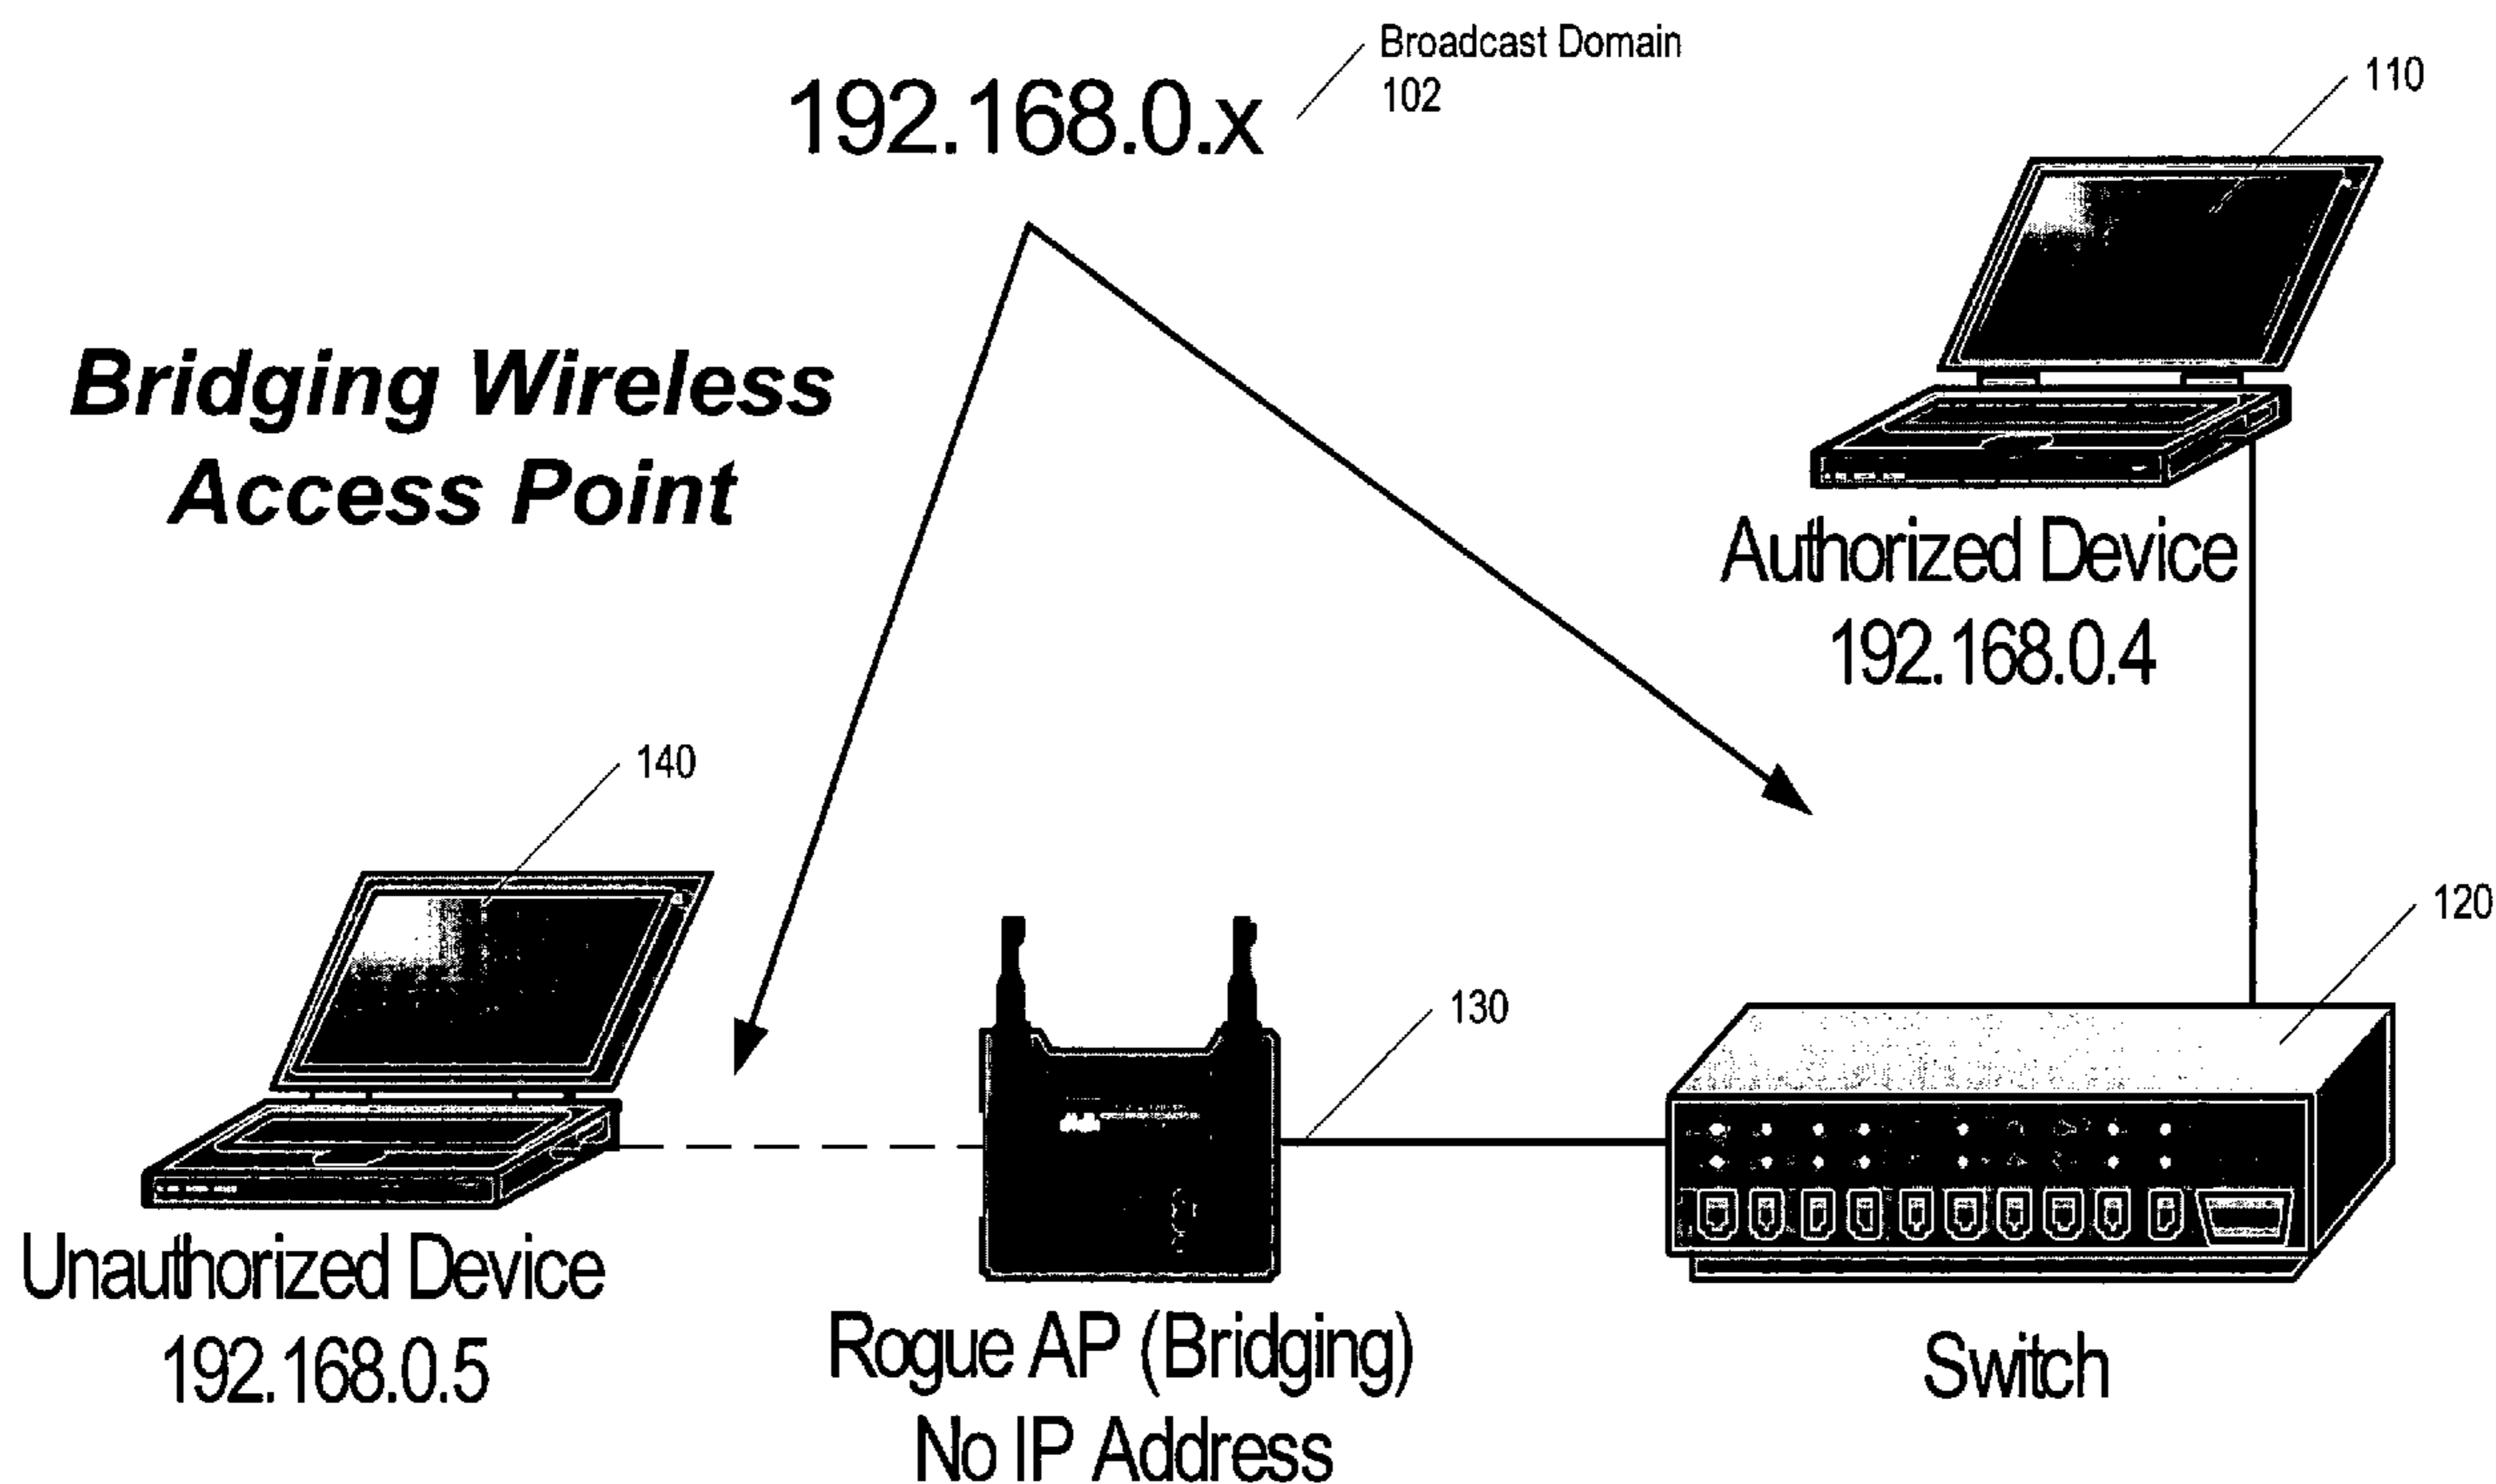 Broadcast Domain
102
192.168.0.x
110
Bridging Wireless
Access Point
Authorized Device
192.168.0.4
140
120
130
Unauthorized Device
192.168.0.5
Rogue AP (Bridging)
No IP Address
Switch